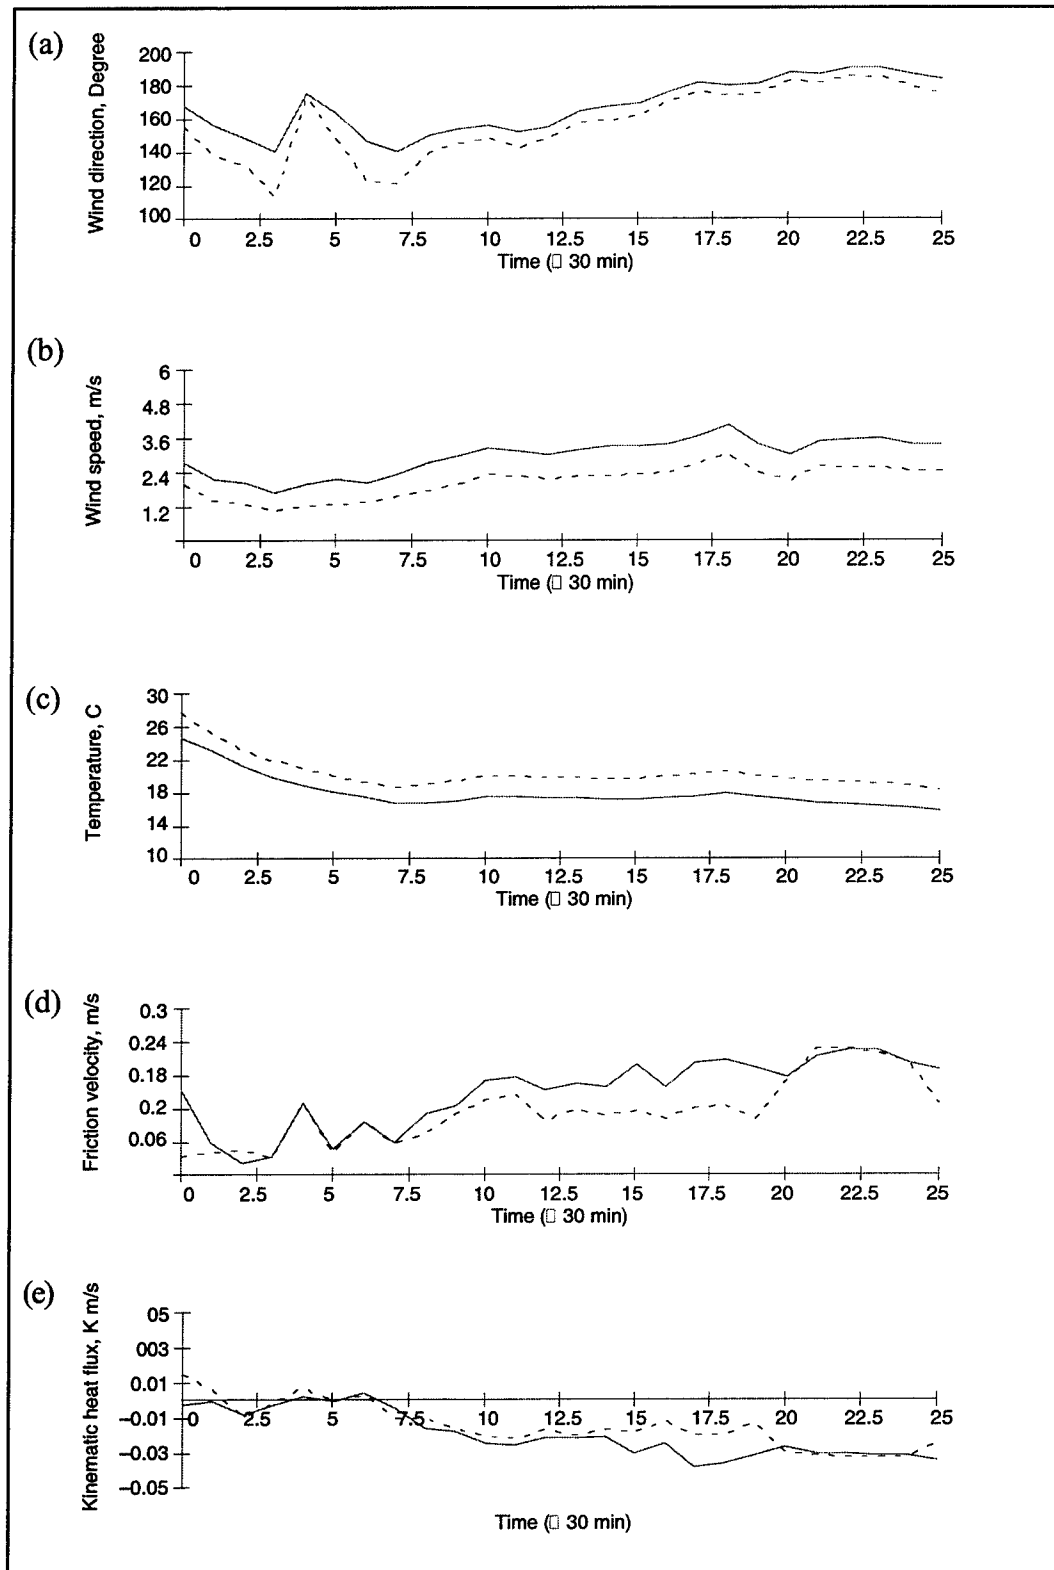 (a)
Wind direction, Degree
200
180
160
140
120
100
0 2.5 5 7.5 10 12.5 15 17.5 20 22.5 25
Time (▯ 30 min)
(b)
Wind speed, m/s
6
4.8
3.6
2.4
1.2
0 2.5 5 7.5 10 12.5 15 17.5 20 22.5 25
Time (▯ 30 min)
(c)
Temperature, C
30
26
22
18
14
10
0 2.5 5 7.5 10 12.5 15 17.5 20 22.5 25
Time (▯ 30 min)
(d)
Friction velocity, m/s
0.3
0.24
0.18
0.2
0.06
0 2.5 5 7.5 10 12.5 15 17.5 20 22.5 25
Time (▯ 30 min)
(e)
Kinematic heat flux, K m/s
05
003
0.01
−0.01
−0.03
−0.05
0 2.5 5 7.5 10 12.5 15 17.5 20 22.5 25
Time (▯ 30 min)